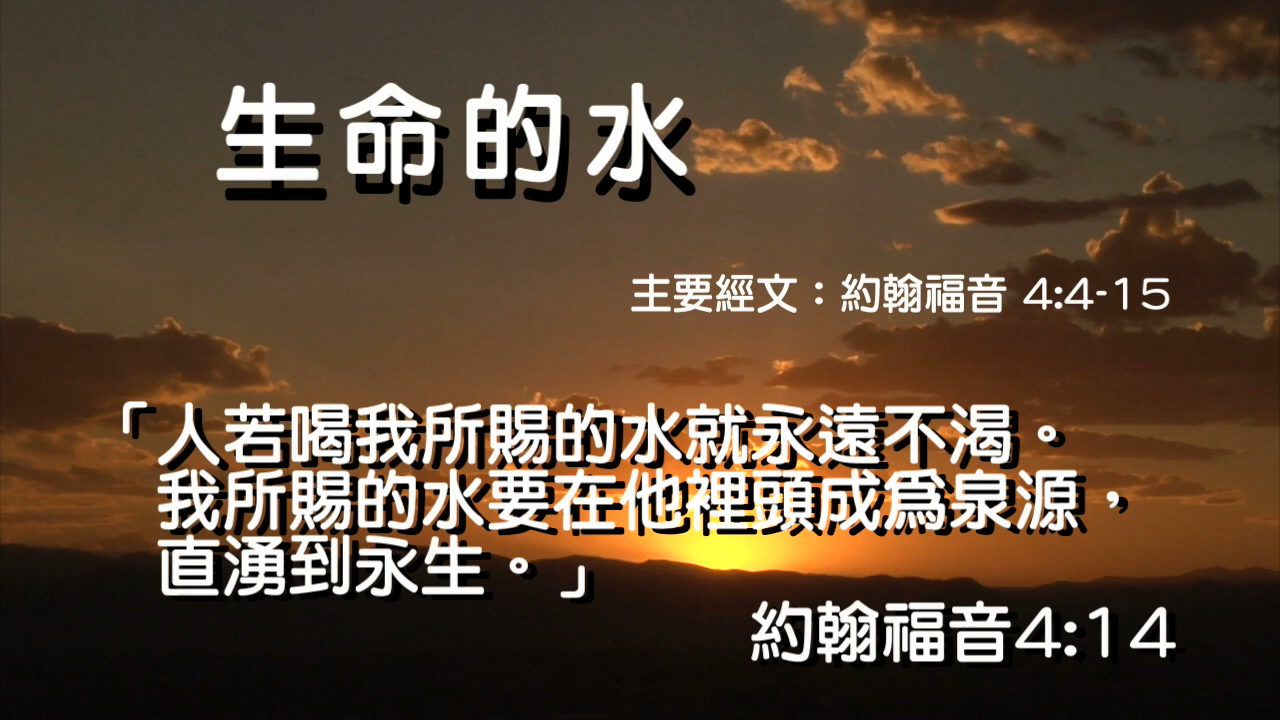 生命的水
主要經文：約翰福音 4:4-15
「人若喝我所賜的水就永遠不渴。
我所賜的水要在他裡頭成爲泉源，
直湧到永生。」
約翰福音4:14